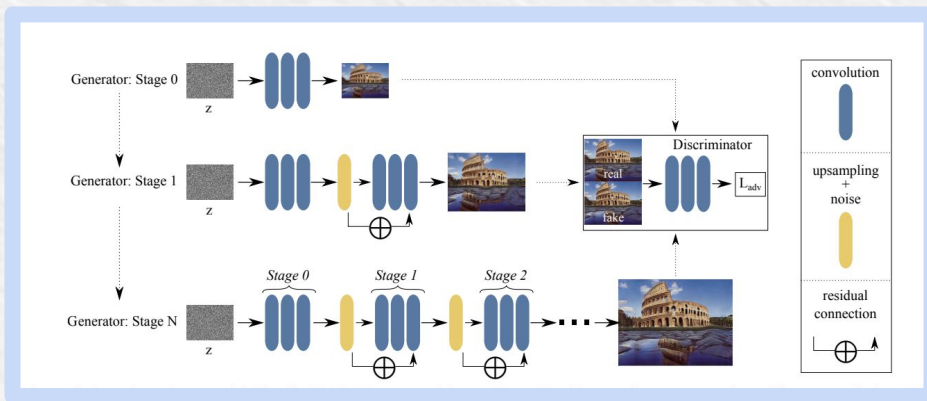 Generator: Stage 0
z
Generator: Stage 1
z
Stage 0
Stage 1
Stage 2
Generator: Stage N
z
Discriminator
real
fake
L_adv
convolution
upsampling
+
noise
residual
connection